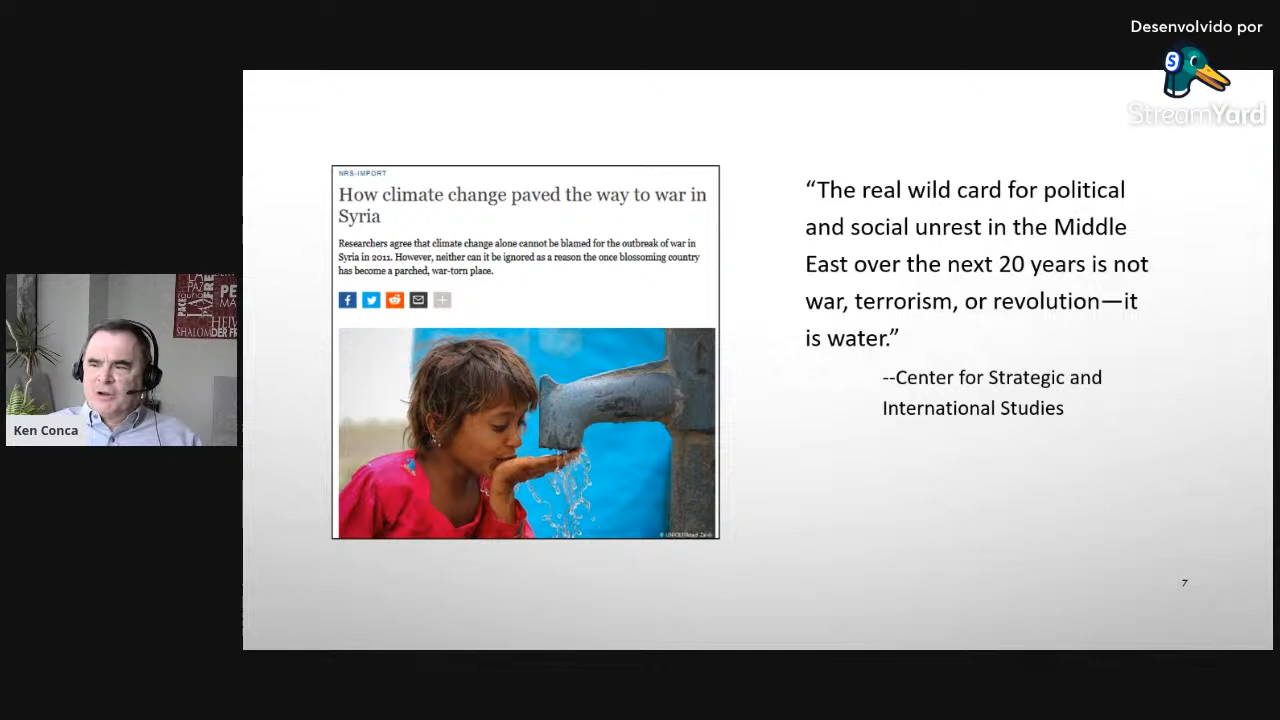 Desenvolvido por
S
StreamYard
NRS-IMPORT
How climate change paved the way to war in
Syria
Researchers agree that climate change alone cannot be blamed for the outbreak of war in
Syria in 2011. However, neither can it be ignored as a reason the once blossoming country
has become a parched, war-torn place.
“The real wild card for political
and social unrest in the Middle
East over the next 20 years is not
war, terrorism, or revolution—it
is water.”
--Center for Strategic and
International Studies
7
PACE
SHALOM
DER FR
Ken Conca